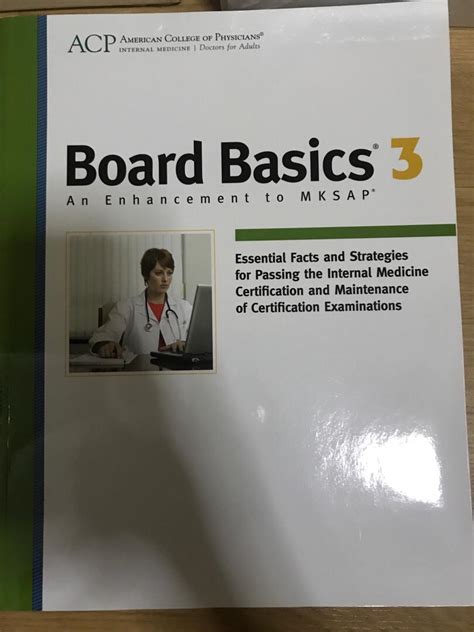 ACP AMERICAN COLLEGE OF PHYSICIANS®
INTERNAL MEDICINE | Doctors for Adults
Board Basics® 3
An Enhancement to MKSAP®
Essential Facts and Strategies
for Passing the Internal Medicine
Certification and Maintenance
of Certification Examinations